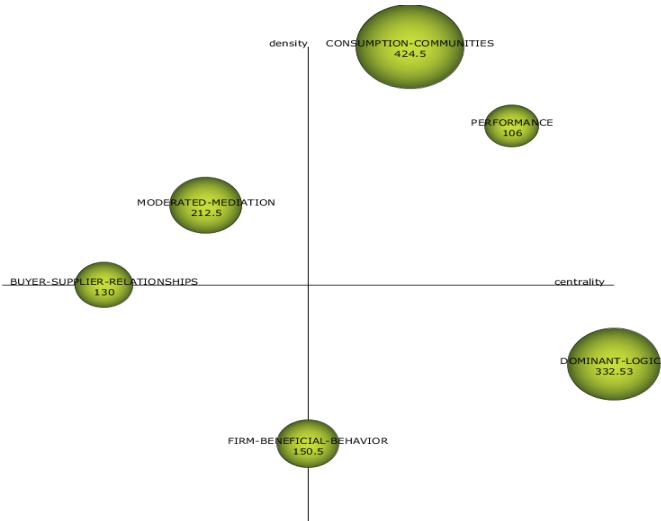 density
CONSUMPTION-COMMUNITIES
424.5
PERFORMANCE
106
MODERATED-MEDIATION
212.5
BUYER-SUPPLIER-RELATIONSHIPS
130
centrality
DOMINANT-LOGIC
332.53
FIRM-BENEFICIAL-BEHAVIOR
150.5